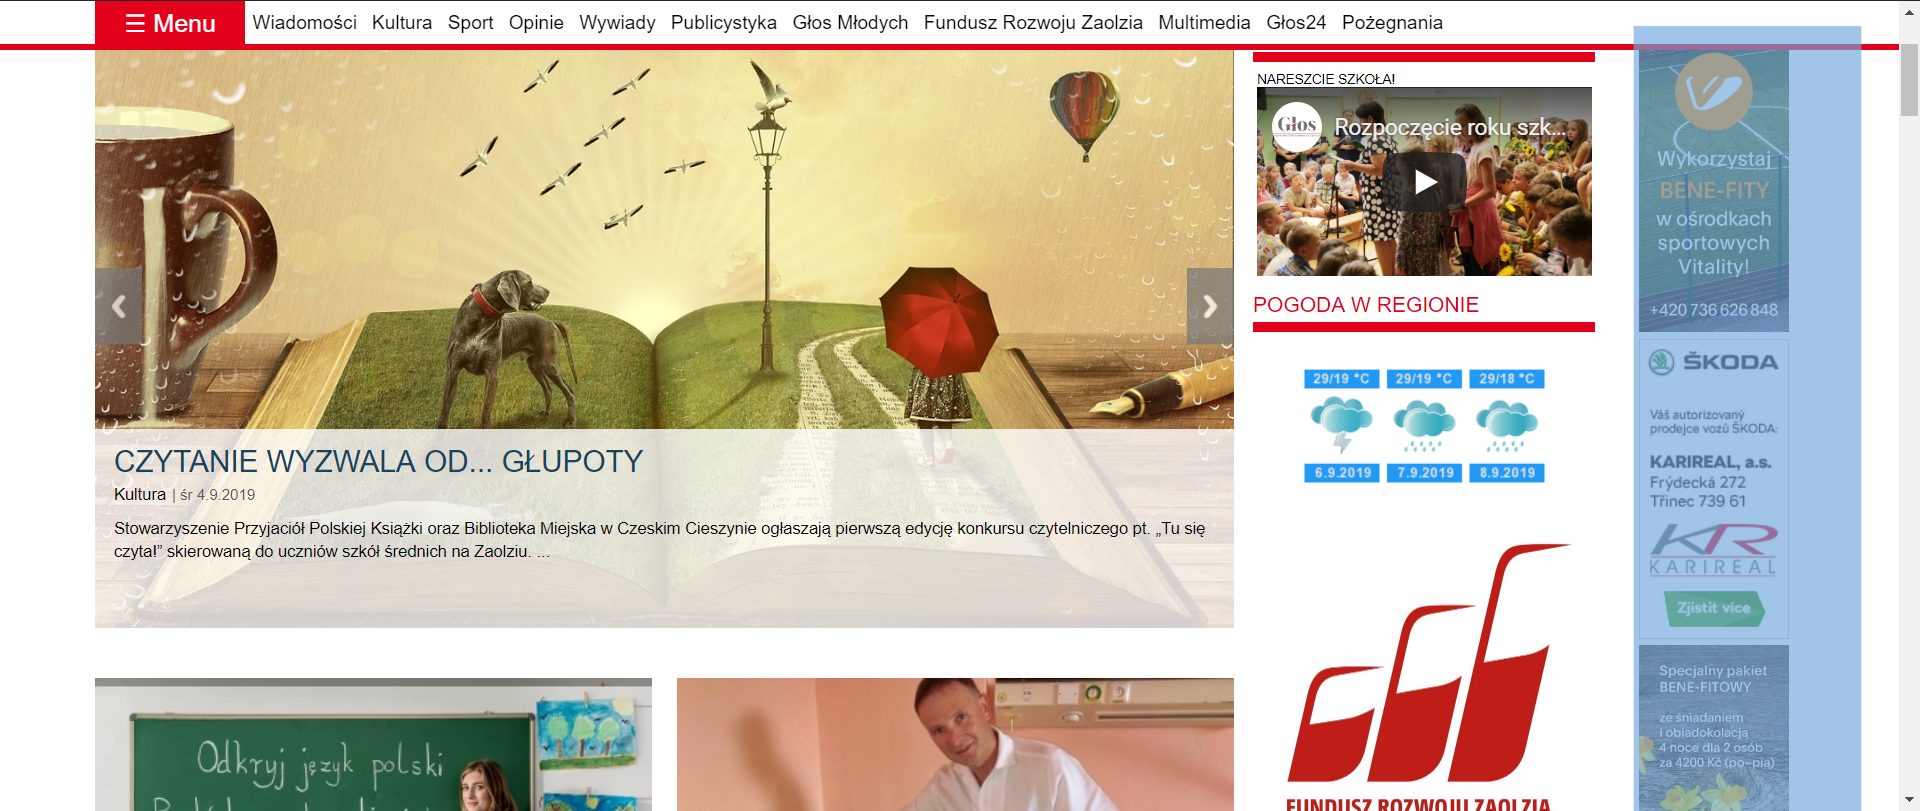 ☰ Menu
Wiadomości Kultura Sport Opinie Wywiady Publicystyka Głos Młodych Fundusz Rozwoju Zaolzia Multimedia Głos24 Pożegnania
CZYTANIE WYZWALA OD... GŁUPOTY
Kultura | śr 4.9.2019
Stowarzyszenie Przyjaciół Polskiej Książki oraz Biblioteka Miejska w Czeskim Cieszynie ogłaszają pierwszą edycję konkursu czytelniczego pt. „Tu się
czyta!” skierowaną do uczniów szkół średnich na Zaolziu. ...
Odkryj język polski
NARESZCIE SZKOŁA!
Głos
Rozpoczęcie roku szk...
POGODA W REGIONIE
29/19 °C 29/19 °C 29/18 °C
6.9.2019 7.9.2019 8.9.2019
FUNDUSZ ROZWOJU ZAOLZIA
Wykorzystaj
BENE-FITY
w ośrodkach
sportowych
Vitality!
+420 736 626 848
ŠKODA
Váš autorizovaný
prodejce vozů ŠKODA:
KARIREAL, a.s.
Frýdecká 272
Třinec 739 61
KR
KARIREAL
Zjistit více
Specjalny pakiet
BENE-FITOWY
ze śniadaniem
i obiadokolacją
4 noce dla 2 osób
za 4200 Kč (po-pia)